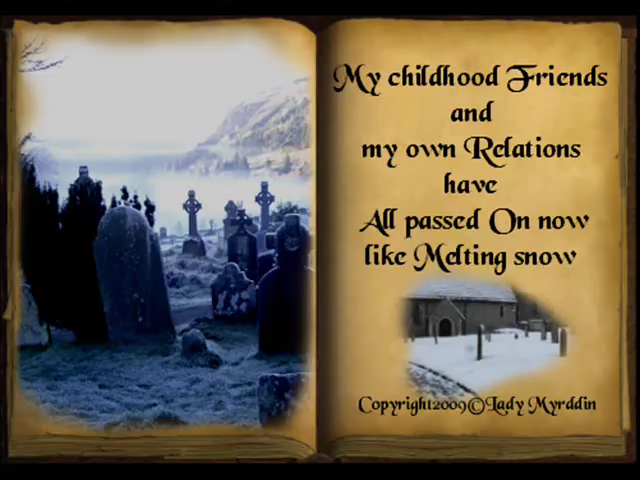 My childhood Friends
and
my own Relations
have
All passed On now
like Melting snow
Copyright2009©Lady Myrddin